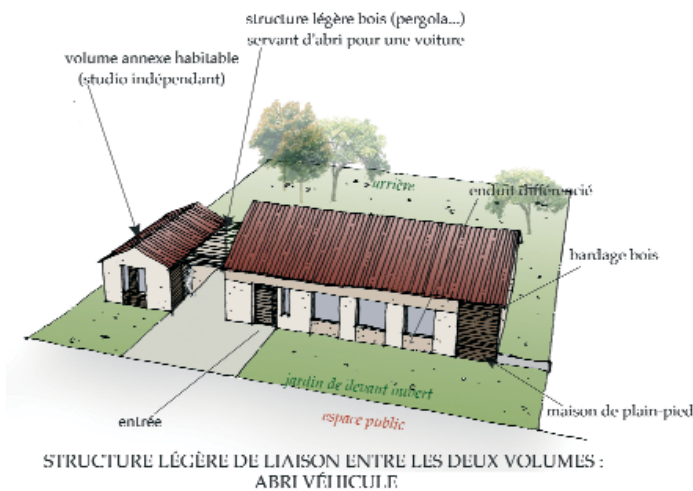 structure légère bois (pergola...)
servant d'abri pour une voiture
volume annexe habitable
(studio indépendant)
arrière
enduit différencié
bardage bois
jardin de devant ouvert
maison de plain-pied
entrée
espace public
STRUCTURE LÉGÈRE DE LIAISON ENTRE LES DEUX VOLUMES :
ABRI VÉHICULE